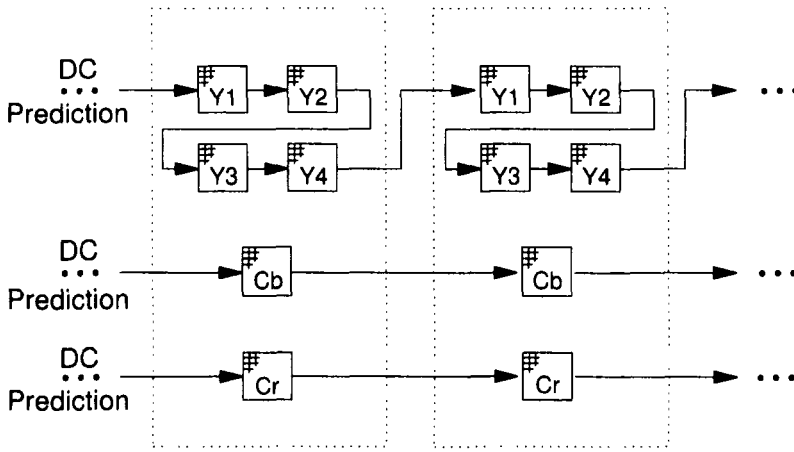 DC
Prediction
Y1 Y2 Y1 Y2
Y3 Y4 Y3 Y4
DC
Prediction
Cb Cb
DC
Prediction
Cr Cr